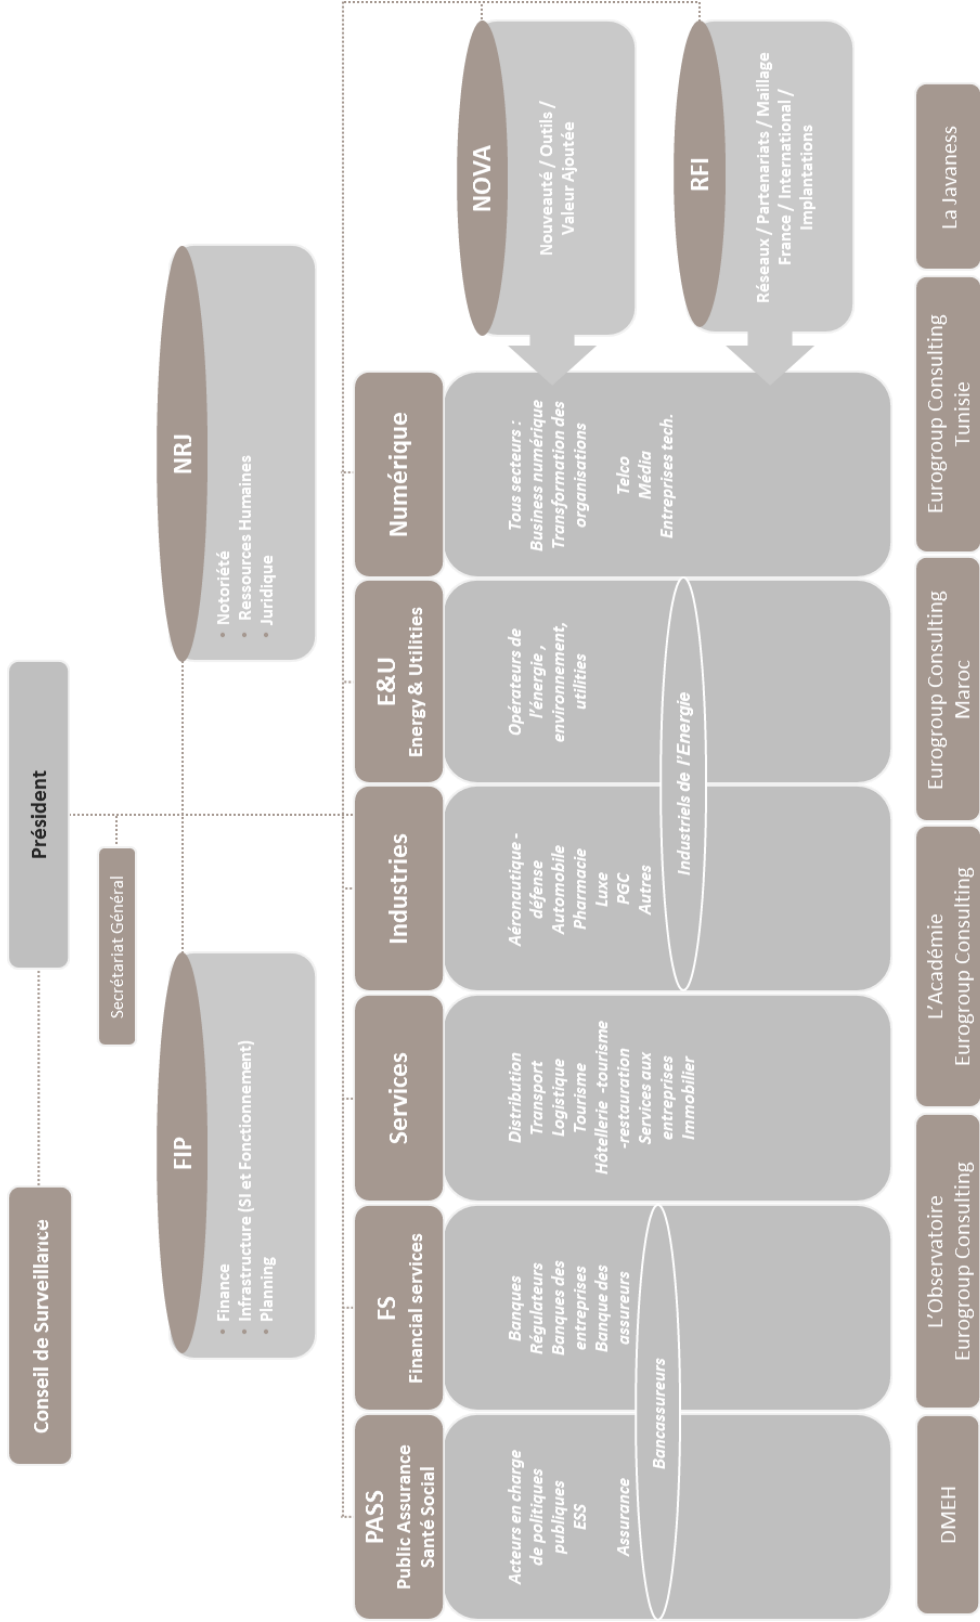 Conseil de Surveillance
Président
Secrétariat Général
FIP
• Finance
• Infrastructure (SI et Fonctionnement)
• Planning
NRJ
• Notoriété
• Ressources Humaines
• Juridique
PASS
Public Assurance
Santé Social
Acteurs en charge
de politiques
publiques
ESS
Assurance
FS
Financial services
Banques
Régulateurs
Banques des
entreprises
Banque des
assureurs
Bancassureurs
Services
Distribution
Transport
Logistique
Tourisme
Hôtellerie -tourisme
-restauration
Services aux
entreprises
Immobilier
Industries
Aéronautique -
défense
Automobile
Pharmacie
Luxe
PGC
Autres
E&U
Energy & Utilities
Opérateurs de
l'énergie ,
environnement,
utilities
Industriels de l'Energie
Numérique
Tous secteurs :
Business numérique
Transformation des
organisations
Telco
Média
Entreprises tech.
NOVA
Nouveauté / Outils /
Valeur Ajoutée
RFI
Réseaux / Partenariats / Maillage
France / International /
Implantations
DMEH
L'Observatoire
Eurogroup Consulting
L'Académie
Eurogroup Consulting
Eurogroup Consulting
Maroc
Eurogroup Consulting
Tunisie
La Javaness